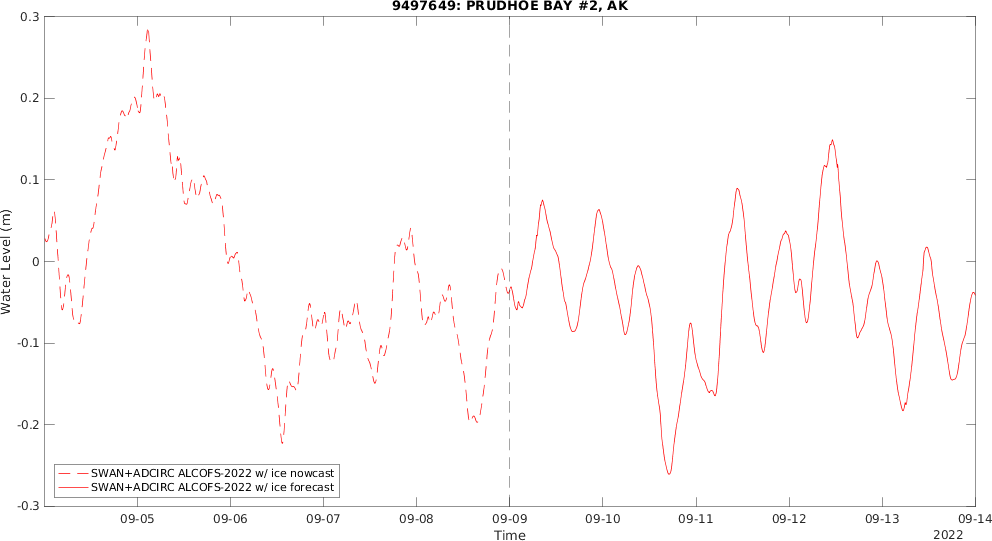 9497649: PRUDHOE BAY #2, AK
0.3
0.2
0.1
0
-0.1
-0.2
-0.3
Water Level (m)
SWAN+ADCIRC ALCOFS-2022 w/ ice nowcast
SWAN+ADCIRC ALCOFS-2022 w/ ice forecast
09-05 09-06 09-07 09-08 09-09 09-10 09-11 09-12 09-13 09-14
Time
2022